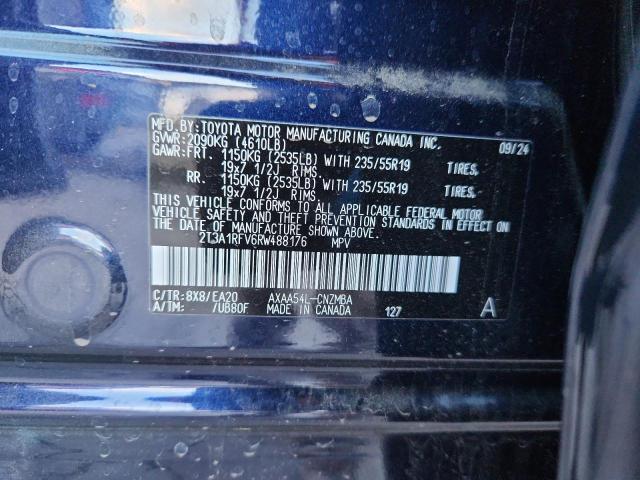 MFD.BY:TOYOTA MOTOR MANUFACTURING CANADA INC. 09/24
GVWR:2090KG (4610LB)
GAWR:FRT. 1150KG (2535LB) WITH 235/55R19 TIRES,
19x7 1/2J RIMS,
RR. 1150KG (2535LB) WITH 235/55R19 TIRES,
19x7 1/2J RIMS,
THIS VEHICLE CONFORMS TO ALL APPLICABLE FEDERAL MOTOR
VEHICLE SAFETY AND THEFT PREVENTION STANDARDS IN EFFECT ON
THE DATE OF MANUFACTURE SHOWN ABOVE.
2T3A1RFV6RW488176 MPV
C/TR:8X8/EA20 AXAA54L-CNZMBA A
A/TM: /UB80F MADE IN CANADA 127